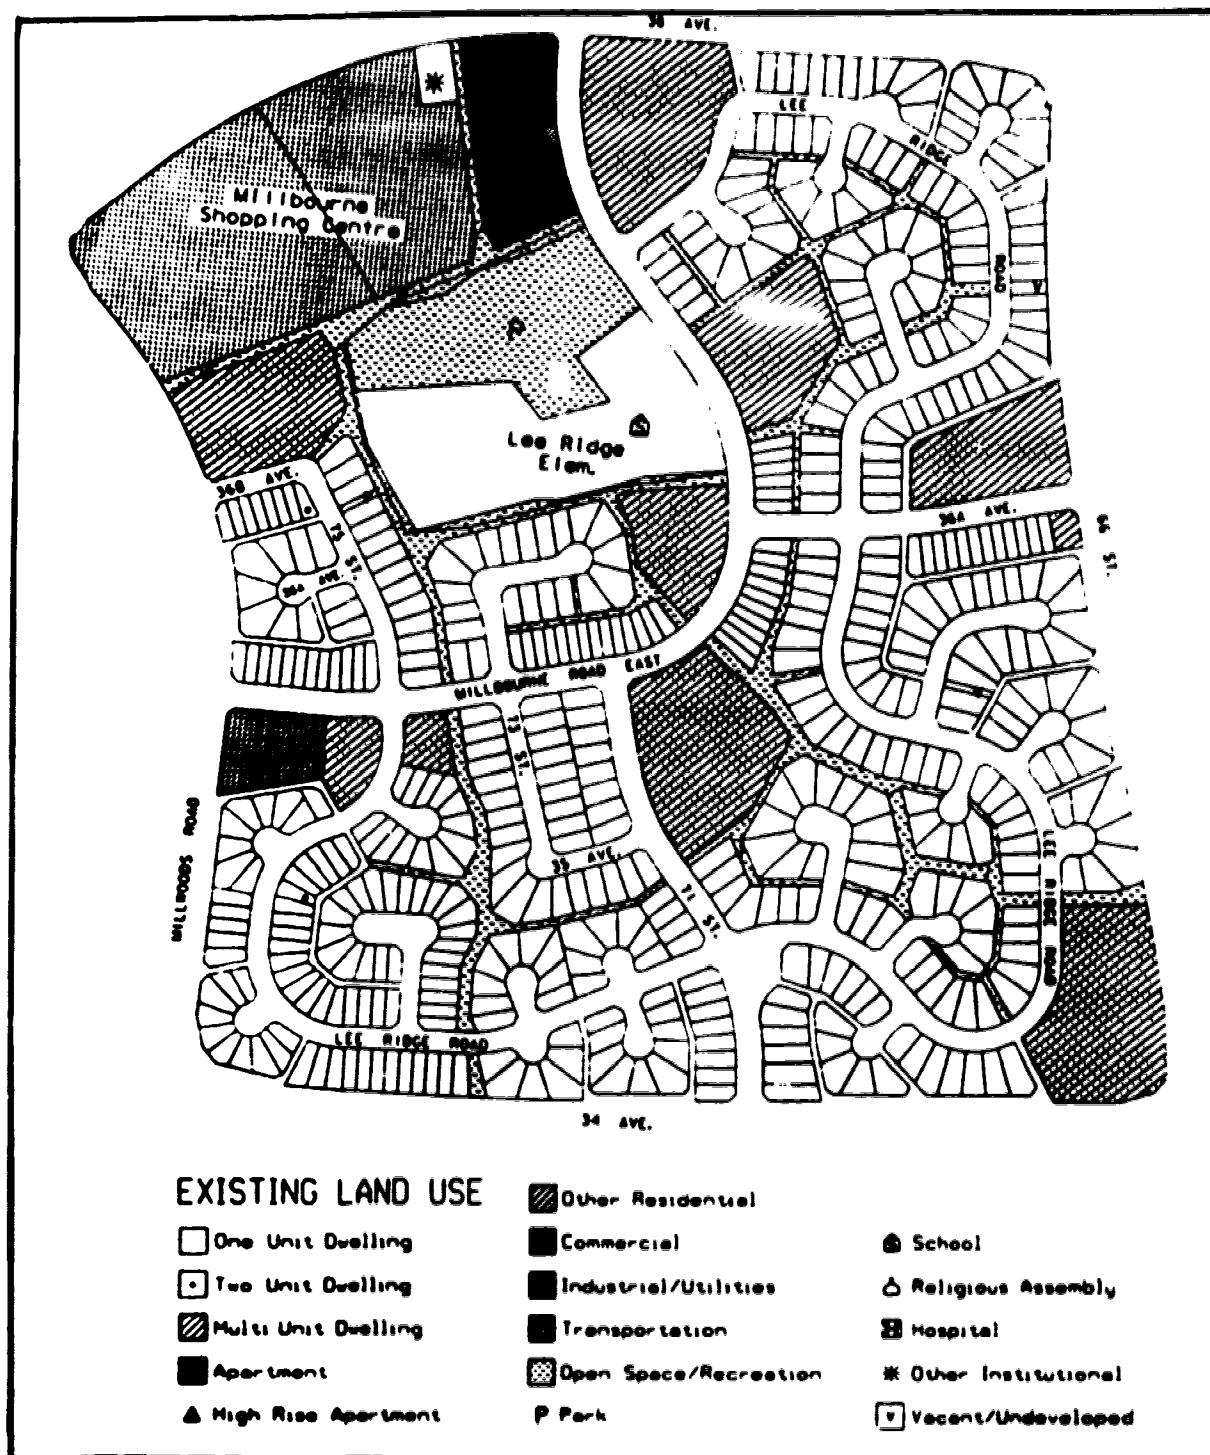 38 AVE.
LEE
RIDGE
ROAD
Millbourne
Shopping Centre
P
Lee Ridge
Elem.
36B AVE.
75 ST.
36A AVE.
36A AVE.
66 ST.
MILLBOURNE ROAD EAST
73 ST.
MILLWOODS ROAD
35 AVE.
71 ST.
LEE RIDGE ROAD
LEE RIDGE ROAD
34 AVE.
EXISTING LAND USE
One Unit Dwelling
Two Unit Dwelling
Multi Unit Dwelling
Apartment
High Rise Apartment
Other Residential
Commercial
Industrial/Utilities
Transportation
Open Space/Recreation
P Park
School
Religious Assembly
H Hospital
Other Institutional
v Vacant/Undeveloped